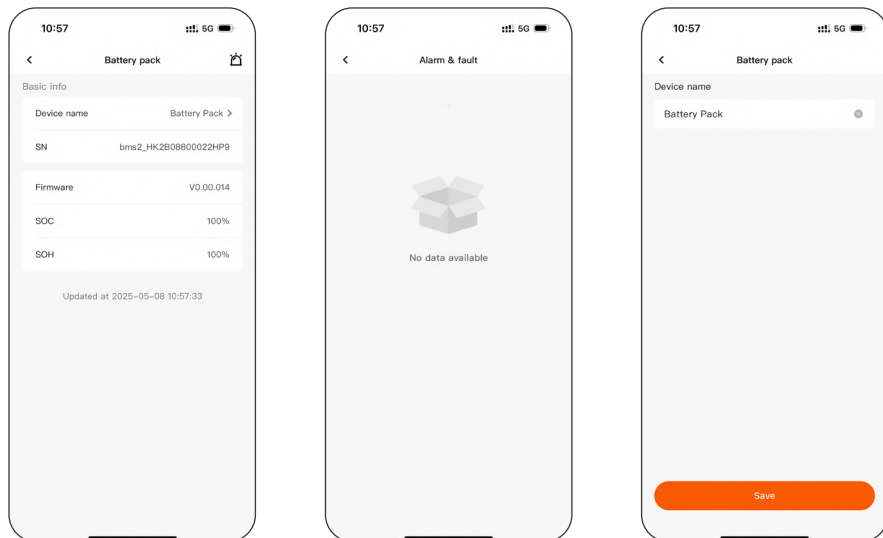 10:57
5G
Battery pack
Basic info
Device name Battery Pack
SN bms2_HK2B08800022HP9
Firmware V0.00.014
SOC 100%
SOH 100%
Updated at 2025-05-08 10:57:33
10:57
5G
Alarm & fault
No data available
10:57
5G
Battery pack
Device name
Battery Pack
Save